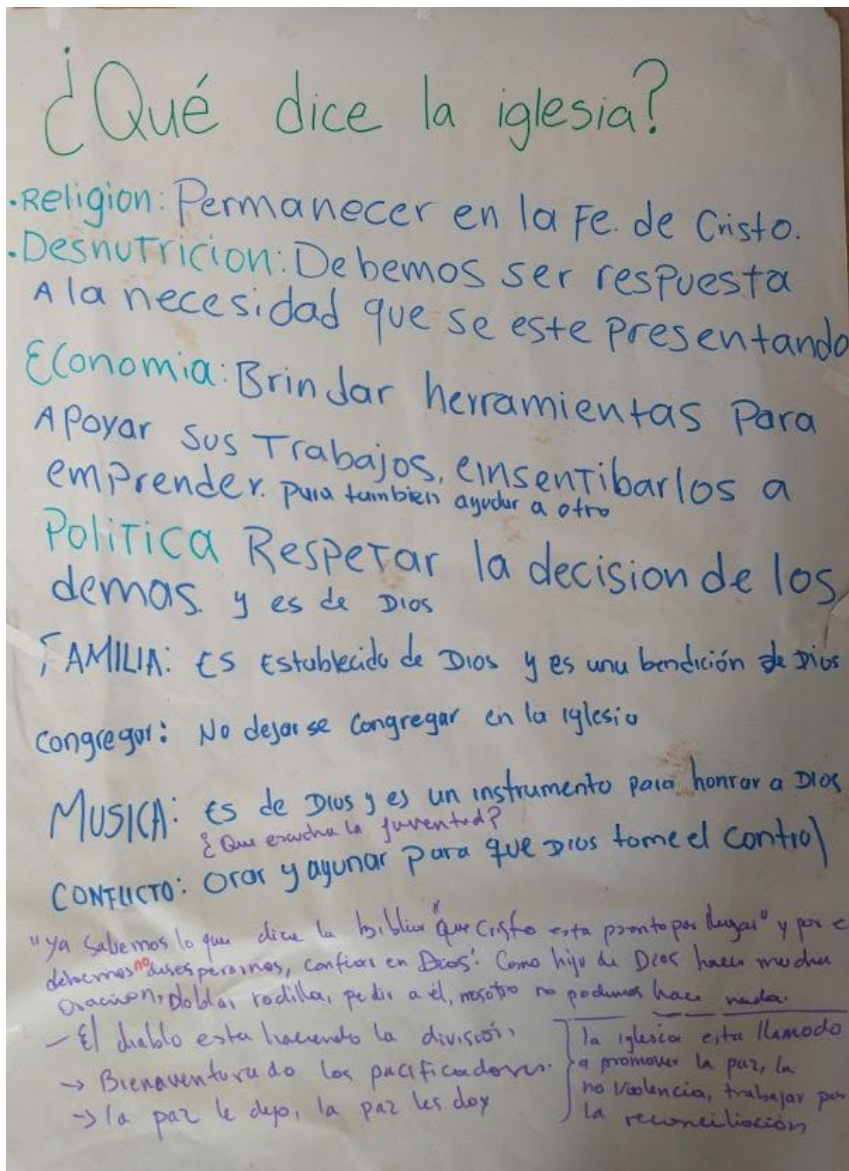 ¿Qué dice la iglesia?
•Religion: Permanecer en la Fe. de Cristo.
•Desnutricion: Debemos ser respuesta
A la necesidad que se este presentando
Economia: Brindar herramientas para
Apoyar sus Trabajos, einsentibarlos a
emprender. para tambien ayudar a otro
Politica Respetar la decision de los
demas. y es de Dios
FAMILIA: Es Establecido de Dios y es una bendición de Dios
Congregar: No dejarse Congregar en la iglesia
MUSICA: es de Dios y es un instrumento para honrar a Dios
¿Que escucha la juventud?
CONFLICTO: Orar y ayunar para que Dios tome el control
"ya sabemos lo que dice la biblia "que Cristo esta pronto por llegar" y por e
debemos no desesperarnos, confiar en Dios. Como hijo de Dios hacer mucha
oración, doblar rodilla, pedir a él, nosotro no podemos hace nada.
– El diablo esta haciendo la división.
→ Bienaventurado los pacificadores.
→ la paz le dejo, la paz les doy
la iglesia esta llamado
a promover la paz, la
no violencia, trabajar por
la reconciliación